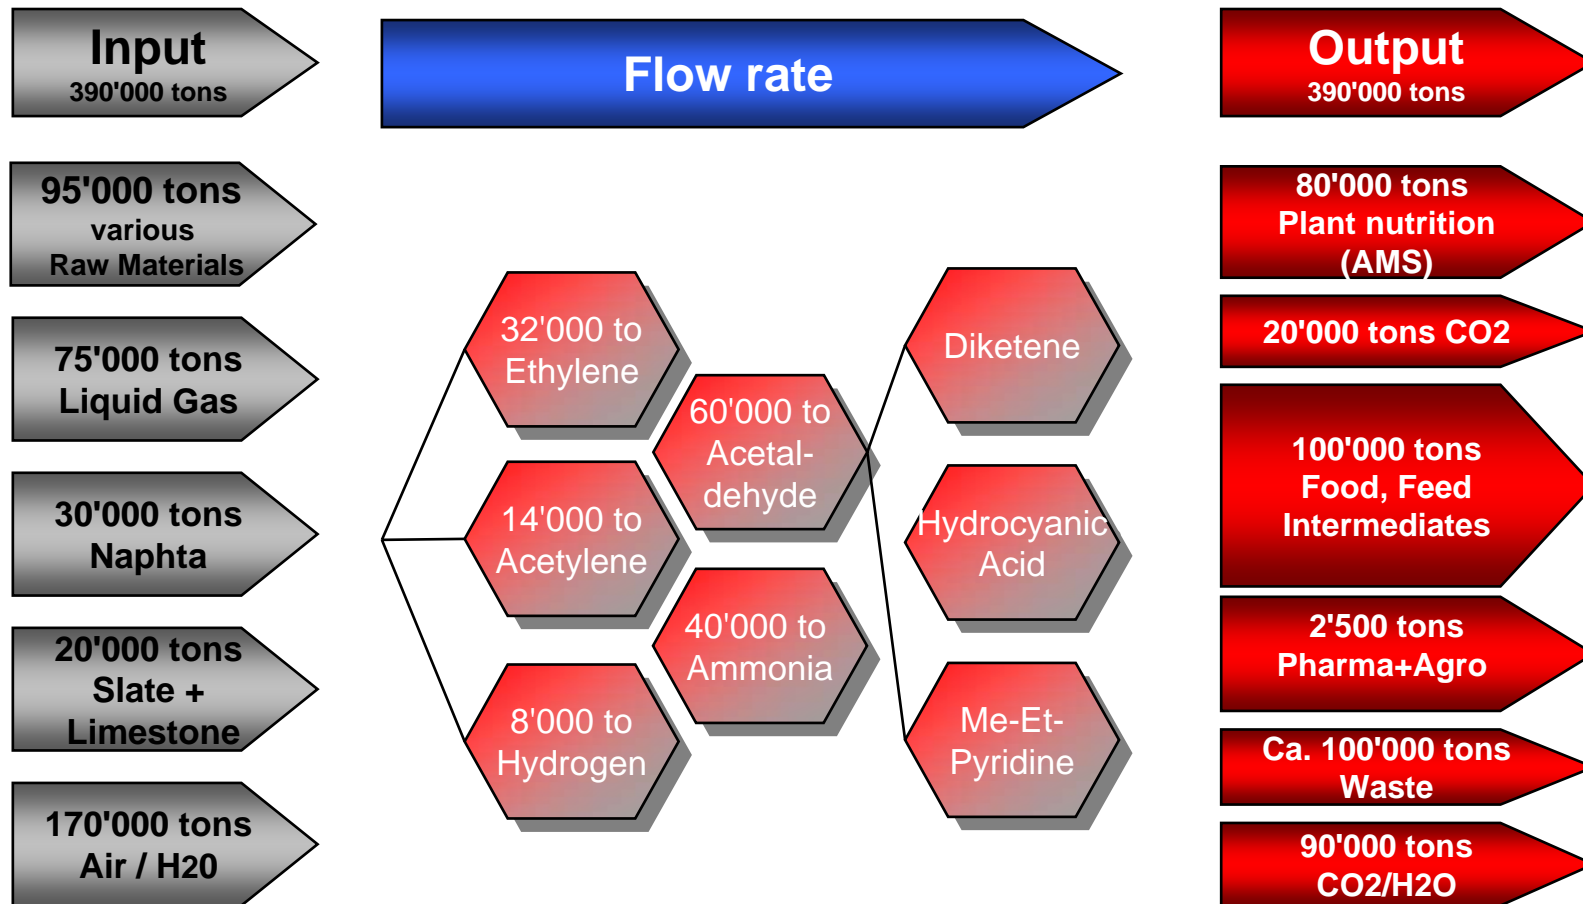 Input
390'000 tons
Flow rate
Output
390'000 tons
95'000 tons
various
Raw Materials
75'000 tons
Liquid Gas
30'000 tons
Naphta
20'000 tons
Slate +
Limestone
170'000 tons
Air / H20
32'000 to
Ethylene
14'000 to
Acetylene
8'000 to
Hydrogen
60'000 to
Acetal-
dehyde
40'000 to
Ammonia
Diketene
Hydrocyanic
Acid
Me-Et-
Pyridine
80'000 tons
Plant nutrition
(AMS)
20'000 tons CO2
100'000 tons
Food, Feed
Intermediates
2'500 tons
Pharma+Agro
Ca. 100'000 tons
Waste
90'000 tons
CO2/H2O